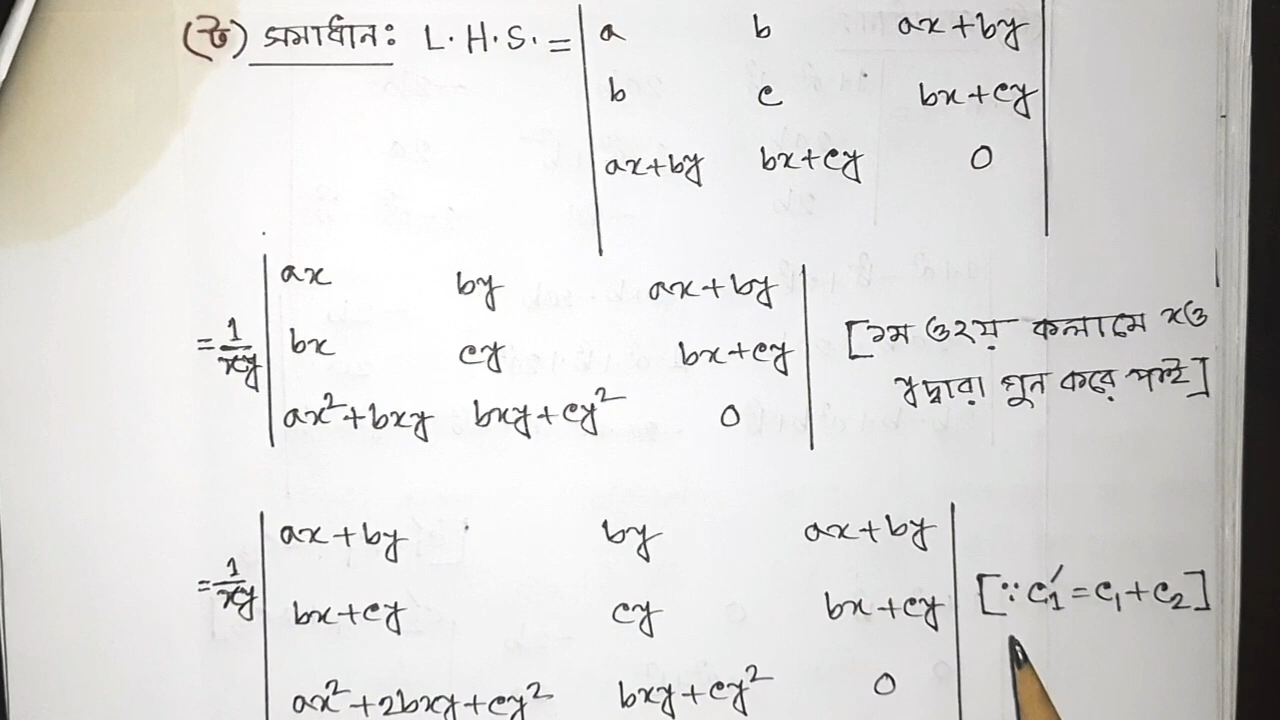 (উ) সমাধান: L.H.S. = | a b ax+by |
| b c bx+cy |
| ax+by bx+cy 0 |
= 1/xy | ax by ax+by |
| bx cy bx+cy | [১ম ও ২য় কলামে x ও
| ax²+bxy bxy+cy² 0 | y দ্বারা গুন করে পাই]
= 1/xy | ax+by by ax+by |
| bx+cy cy bx+cy | [∵ c₁′ = c₁+c₂]
| ax²+2bxy+cy² bxy+cy² 0 |